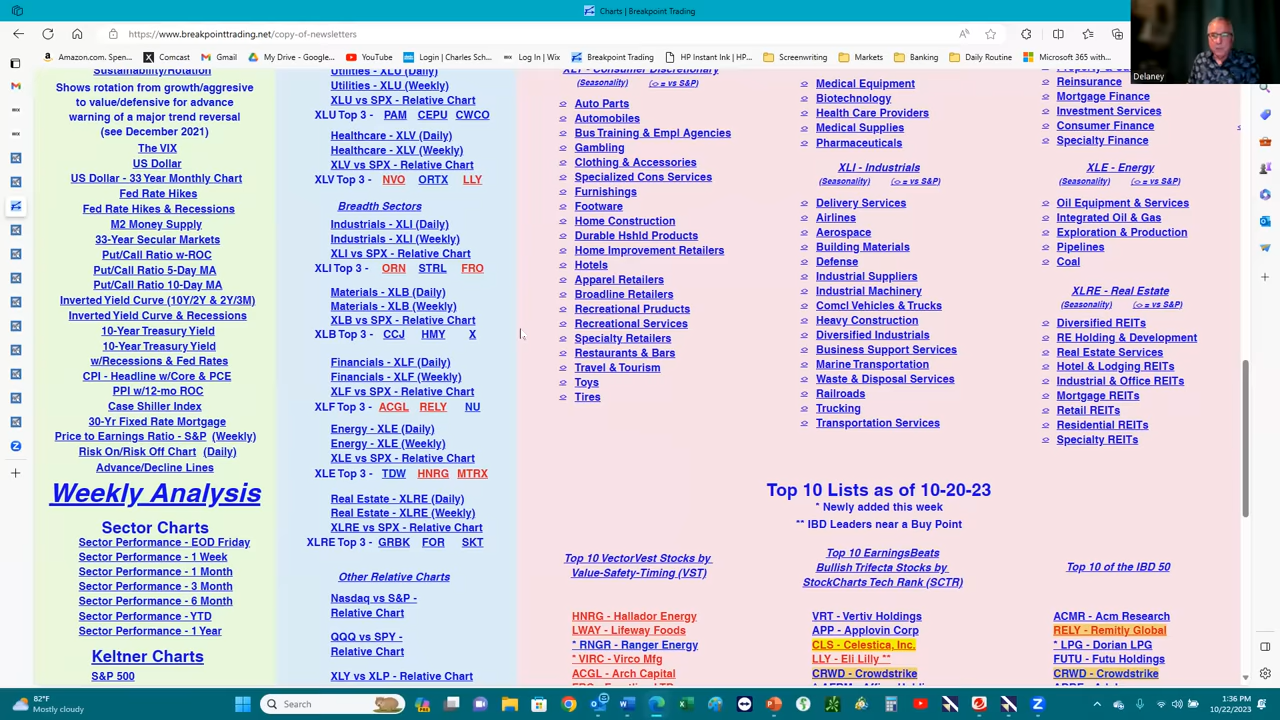 Charts | Breakpoint Trading
https://www.breakpointtrading.net/copy-of-newsletters
Amazon.com. Spen...
Comcast
Gmail
My Drive - Google...
YouTube
Login | Charles Sch...
Log In | Wix
Breakpoint Trading
HP Instant Ink | HP...
Screenwriting
Markets
Banking
Daily Routine
Microsoft 365 with...
Delaney
Sustainability/Rotation
Shows rotation from growth/aggresive
to value/defensive for advance
warning of a major trend reversal
(see December 2021)
The VIX
US Dollar
US Dollar - 33 Year Monthly Chart
Fed Rate Hikes
Fed Rate Hikes & Recessions
M2 Money Supply
33-Year Secular Markets
Put/Call Ratio w-ROC
Put/Call Ratio 5-Day MA
Put/Call Ratio 10-Day MA
Inverted Yield Curve (10Y/2Y & 2Y/3M)
Inverted Yield Curve & Recessions
10-Year Treasury Yield
10-Year Treasury Yield
w/Recessions & Fed Rates
CPI - Headline w/Core & PCE
PPI w/12-mo ROC
Case Shiller Index
30-Yr Fixed Rate Mortgage
Price to Earnings Ratio - S&P (Weekly)
Risk On/Risk Off Chart (Daily)
Advance/Decline Lines
Weekly Analysis
Sector Charts
Sector Performance - EOD Friday
Sector Performance - 1 Week
Sector Performance - 1 Month
Sector Performance - 3 Month
Sector Performance - 6 Month
Sector Performance - YTD
Sector Performance - 1 Year
Keltner Charts
S&P 500
Utilities - XLU (Daily)
Utilities - XLU (Weekly)
XLU vs SPX - Relative Chart
XLU Top 3 - PAM CEPU CWCO
Healthcare - XLV (Daily)
Healthcare - XLV (Weekly)
XLV vs SPX - Relative Chart
XLV Top 3 - NVO ORTX LLY
Breadth Sectors
Industrials - XLI (Daily)
Industrials - XLI (Weekly)
XLI vs SPX - Relative Chart
XLI Top 3 - ORN STRL FRO
Materials - XLB (Daily)
Materials - XLB (Weekly)
XLB vs SPX - Relative Chart
XLB Top 3 - CCJ HMY X
Financials - XLF (Daily)
Financials - XLF (Weekly)
XLF vs SPX - Relative Chart
XLF Top 3 - ACGL RELY NU
Energy - XLE (Daily)
Energy - XLE (Weekly)
XLE vs SPX - Relative Chart
XLE Top 3 - TDW HNRG MTRX
Real Estate - XLRE (Daily)
Real Estate - XLRE (Weekly)
XLRE vs SPX - Relative Chart
XLRE Top 3 - GRBK FOR SKT
Other Relative Charts
Nasdaq vs S&P -
Relative Chart
QQQ vs SPY -
Relative Chart
XLY vs XLP - Relative Chart
XLY - Consumer Discretionary
(Seasonality) (<> = vs S&P)
Auto Parts
Automobiles
Bus Training & Empl Agencies
Gambling
Clothing & Accessories
Specialized Cons Services
Furnishings
Footware
Home Construction
Durable Hshld Products
Home Improvement Retailers
Hotels
Apparel Retailers
Broadline Retailers
Recreational Pructucts
Recreational Services
Specialty Retailers
Restaurants & Bars
Travel & Tourism
Toys
Tires
Medical Equipment
Biotechnology
Health Care Providers
Medical Supplies
Pharmaceuticals
XLI - Industrials
(Seasonality) (<> = vs S&P)
Delivery Services
Airlines
Aerospace
Building Materials
Defense
Industrial Suppliers
Industrial Machinery
Comcl Vehicles & Trucks
Heavy Construction
Diversified Industrials
Business Support Services
Marine Transportation
Waste & Disposal Services
Railroads
Trucking
Transportation Services
Reinsurance
Mortgage Finance
Investment Services
Consumer Finance
Specialty Finance
XLE - Energy
(Seasonality) (<> = vs S&P)
Oil Equipment & Services
Integrated Oil & Gas
Exploration & Production
Pipelines
Coal
XLRE - Real Estate
(Seasonality) (<> = vs S&P)
Diversified REITs
RE Holding & Development
Real Estate Services
Hotel & Lodging REITs
Industrial & Office REITs
Mortgage REITs
Retail REITs
Residential REITs
Specialty REITs
Top 10 Lists as of 10-20-23
* Newly added this week
** IBD Leaders near a Buy Point
Top 10 VectorVest Stocks by
Value-Safety-Timing (VST)
HNRG - Hallador Energy
LWAY - Lifeway Foods
* RNGR - Ranger Energy
* VIRC - Virco Mfg
ACGL - Arch Capital
Top 10 EarningsBeats
Bullish Trifecta Stocks by
StockCharts Tech Rank (SCTR)
VRT - Vertiv Holdings
APP - Applovin Corp
CLS - Celestica, Inc.
LLY - Eli Lilly **
CRWD - Crowdstrike
Top 10 of the IBD 50
ACMR - Acm Research
RELY - Remitly Global
* LPG - Dorian LPG
FUTU - Futu Holdings
CRWD - Crowdstrike
82°F
Mostly cloudy
Search
1:36 PM
10/22/2023